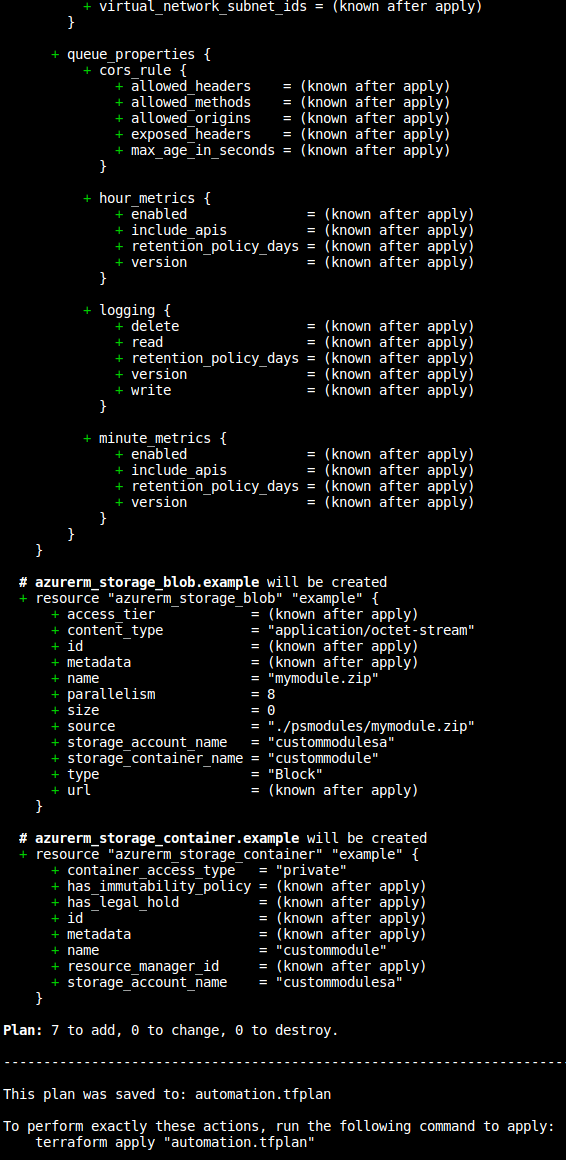 + virtual_network_subnet_ids = (known after apply)
}
+ queue_properties {
+ cors_rule {
+ allowed_headers    = (known after apply)
+ allowed_methods    = (known after apply)
+ allowed_origins    = (known after apply)
+ exposed_headers    = (known after apply)
+ max_age_in_seconds = (known after apply)
}
+ hour_metrics {
+ enabled               = (known after apply)
+ include_apis          = (known after apply)
+ retention_policy_days = (known after apply)
+ version               = (known after apply)
}
+ logging {
+ delete                = (known after apply)
+ read                  = (known after apply)
+ retention_policy_days = (known after apply)
+ version               = (known after apply)
+ write                 = (known after apply)
}
+ minute_metrics {
+ enabled               = (known after apply)
+ include_apis          = (known after apply)
+ retention_policy_days = (known after apply)
+ version               = (known after apply)
}
}
}
# azurerm_storage_blob.example will be created
+ resource "azurerm_storage_blob" "example" {
+ access_tier            = (known after apply)
+ content_type           = "application/octet-stream"
+ id                     = (known after apply)
+ metadata               = (known after apply)
+ name                   = "mymodule.zip"
+ parallelism            = 8
+ size                   = 0
+ source                 = "./psmodules/mymodule.zip"
+ storage_account_name   = "custommodulesa"
+ storage_container_name = "custommodule"
+ type                   = "Block"
+ url                    = (known after apply)
}
# azurerm_storage_container.example will be created
+ resource "azurerm_storage_container" "example" {
+ container_access_type   = "private"
+ has_immutability_policy = (known after apply)
+ has_legal_hold          = (known after apply)
+ id                      = (known after apply)
+ metadata                = (known after apply)
+ name                    = "custommodule"
+ resource_manager_id     = (known after apply)
+ storage_account_name    = "custommodulesa"
}
Plan: 7 to add, 0 to change, 0 to destroy.
------------------------------------------------------------------------
This plan was saved to: automation.tfplan
To perform exactly these actions, run the following command to apply:
terraform apply "automation.tfplan"